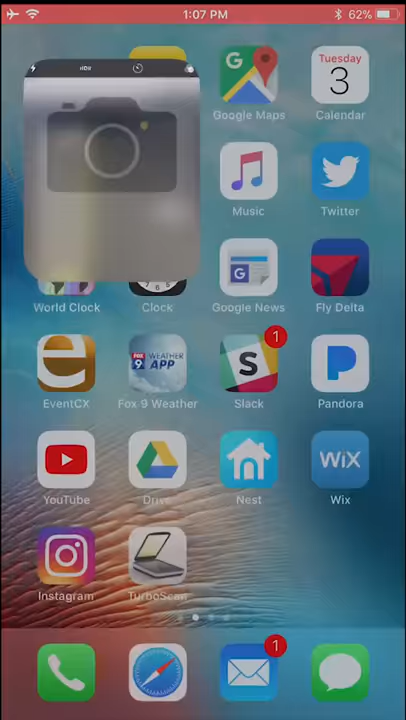 1:07 PM
62%
HDR
Google Maps
Tuesday
3
Calendar
Music
Twitter
World Clock
Clock
Google News
Fly Delta
FOX 9 WEATHER APP
1
EventCX
Fox 9 Weather
Slack
Pandora
WiX
YouTube
Drive
Nest
Wix
Instagram
TurboScan
1